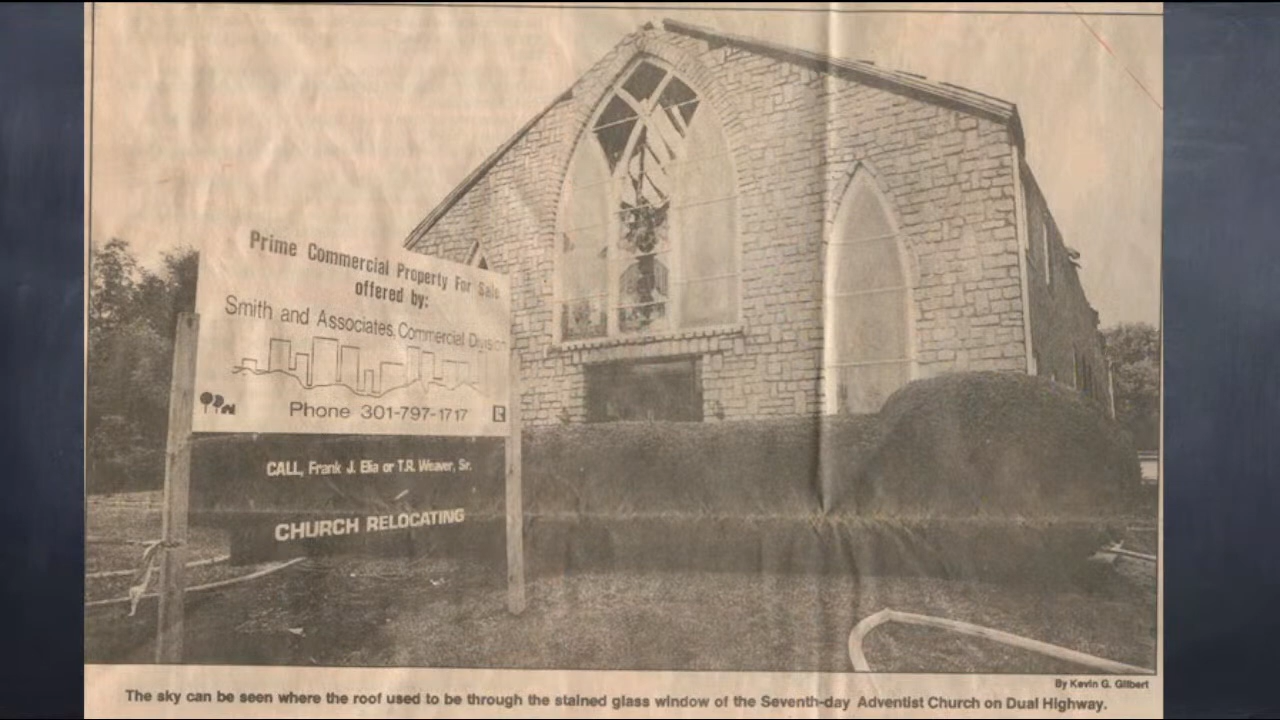 Prime Commercial Property For Sale
offered by:
Smith and Associates, Commercial Division
Phone 301-797-1717
R
CALL, Frank J. Elia or T.R. Weaver, Sr.
CHURCH RELOCATING
By Kevin G. Gilbert
The sky can be seen where the roof used to be through the stained glass window of the Seventh-day Adventist Church on Dual Highway.